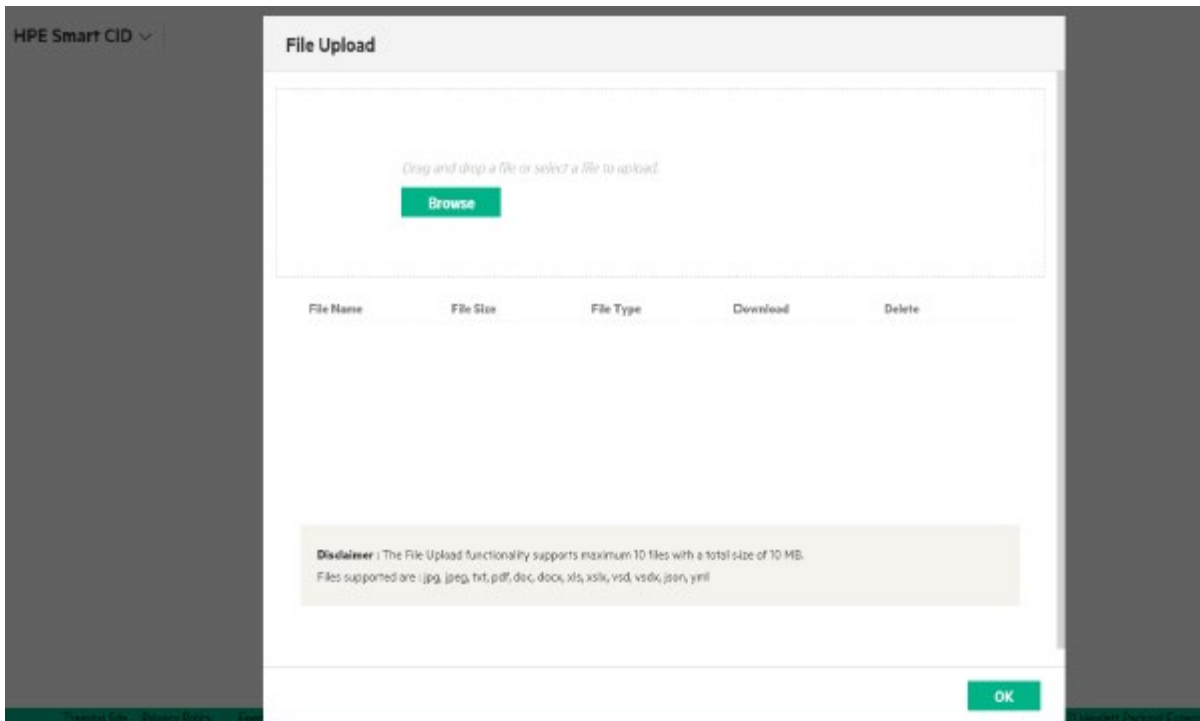 HPE Smart CID
File Upload
Drag and drop a file or select a file to upload.
Browse
File Name File Size File Type Download Delete
Disclaimer : The File Upload functionality supports maximum 10 files with a total size of 10 MB.
Files supported are : jpg, jpeg, txt, pdf, doc, docx, xls, xslx, vsd, vsdx, json, yml
OK
Privacy Policy